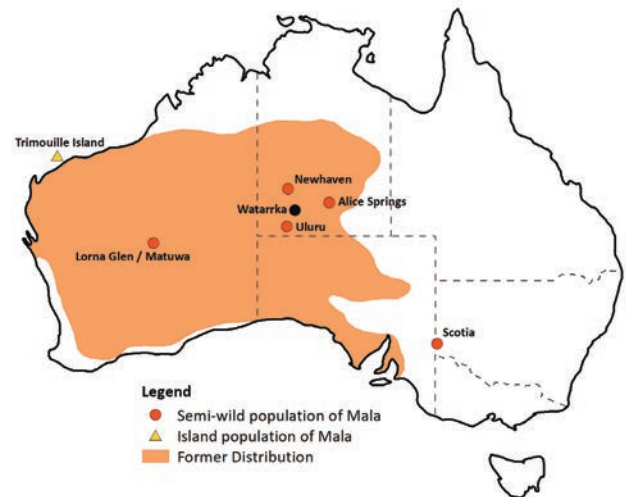 Trimouille Island
Newhaven
Alice Springs
Watarrka
Uluru
Lorna Glen / Matuwa
Scotia
Legend
Semi-wild population of Mala
Island population of Mala
Former Distribution